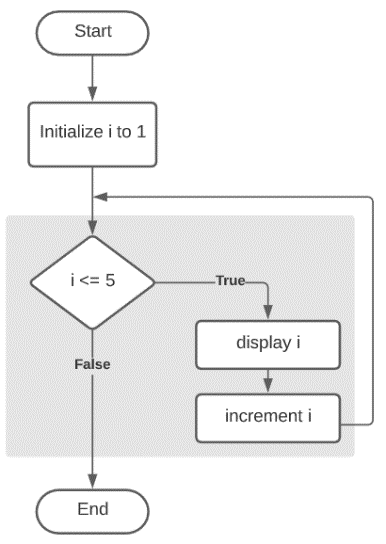 Start
Initialize i to 1
i <= 5
True
display i
False
increment i
End